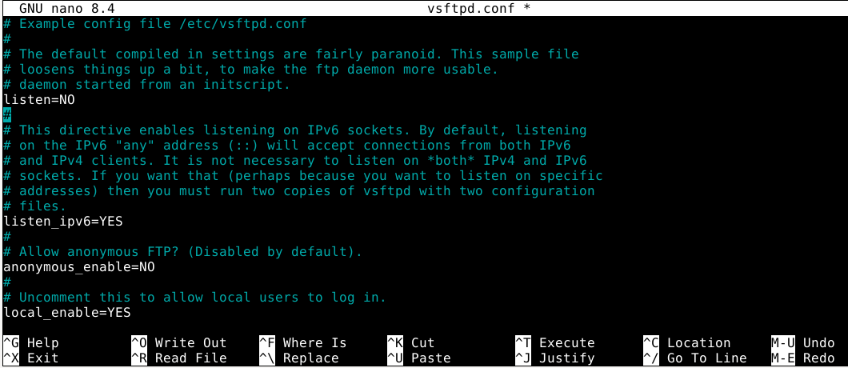 GNU nano 8.4 vsftpd.conf *
# Example config file /etc/vsftpd.conf
#
# The default compiled in settings are fairly paranoid. This sample file
# loosens things up a bit, to make the ftp daemon more usable.
# daemon started from an initscript.
listen=NO
#
# This directive enables listening on IPv6 sockets. By default, listening
# on the IPv6 "any" address (::) will accept connections from both IPv6
# and IPv4 clients. It is not necessary to listen on *both* IPv4 and IPv6
# sockets. If you want that (perhaps because you want to listen on specific
# addresses) then you must run two copies of vsftpd with two configuration
# files.
listen_ipv6=YES
#
# Allow anonymous FTP? (Disabled by default).
anonymous_enable=NO
#
# Uncomment this to allow local users to log in.
local_enable=YES
^G Help ^O Write Out ^F Where Is ^K Cut ^T Execute ^C Location M-U Undo
^X Exit ^R Read File ^\ Replace ^U Paste ^J Justify ^/ Go To Line M-E Redo